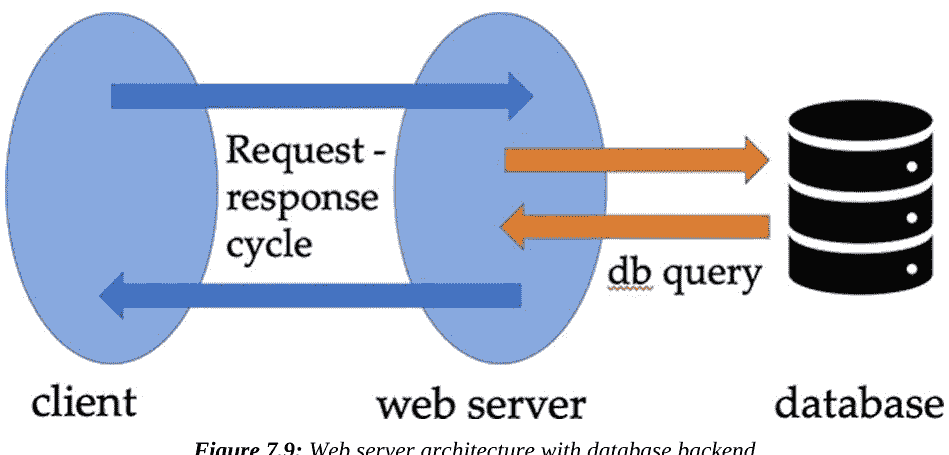 Request -
response
cycle
db query
client
web server
database
Figure 7.9: Web server architecture with database backend